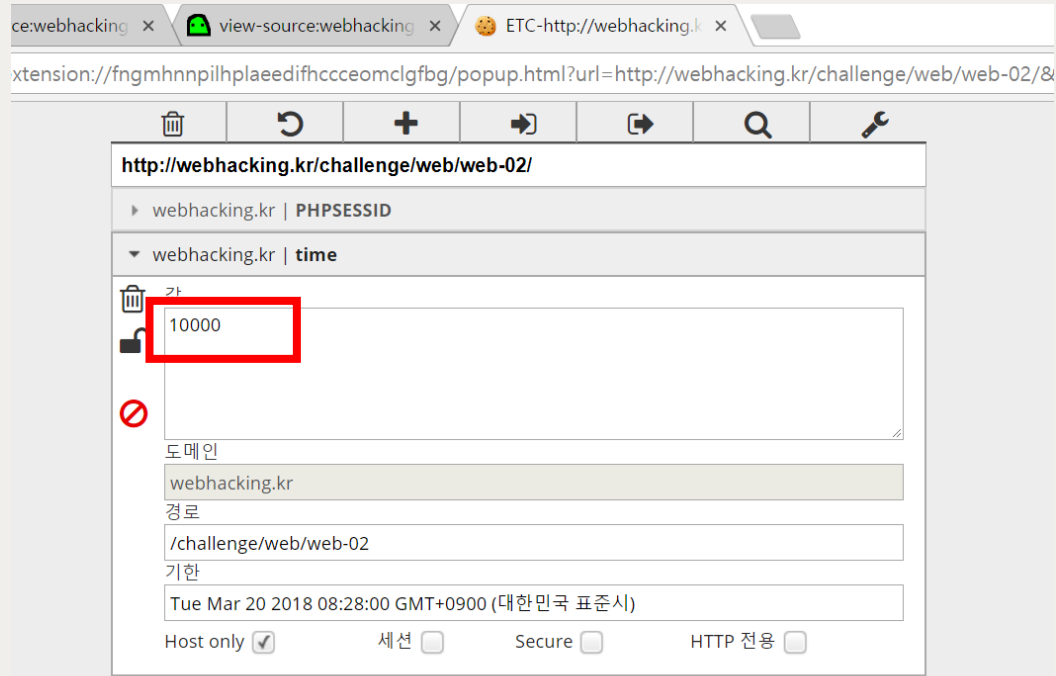 ce:webhacking
view-source:webhacking
ETC-http://webhacking.k
xtension://fngmhnnpilhplaeedifhccceomclgfbg/popup.html?url=http://webhacking.kr/challenge/web/web-02/&
http://webhacking.kr/challenge/web/web-02/
webhacking.kr | PHPSESSID
webhacking.kr | time
값
10000
도메인
webhacking.kr
경로
/challenge/web/web-02
기한
Tue Mar 20 2018 08:28:00 GMT+0900 (대한민국 표준시)
Host only 세션 Secure HTTP 전용